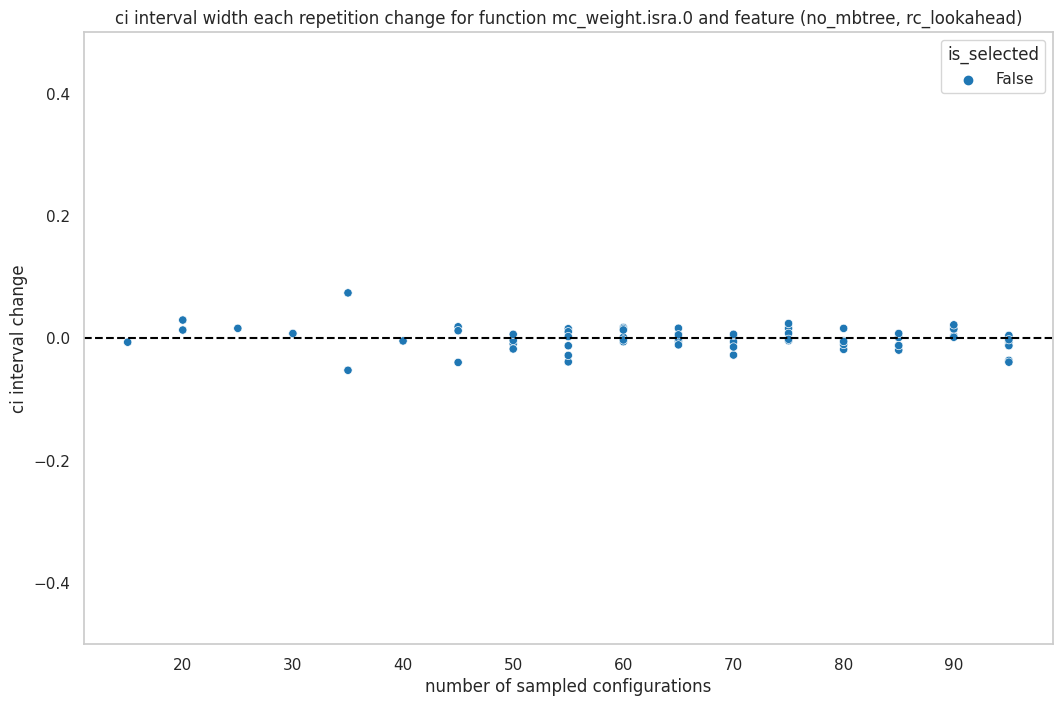 ci interval width each repetition change for function mc_weight.isra.0 and feature (no_mbtree, rc_lookahead)
is_selected
False
ci interval change
0.4
0.2
0.0
−0.2
−0.4
20 30 40 50 60 70 80 90
number of sampled configurations